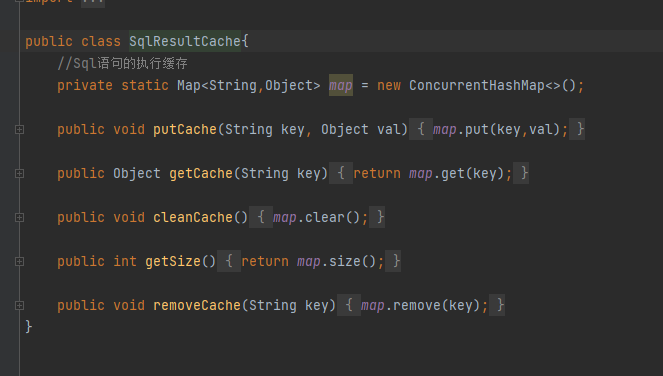 import ...
public class SqlResultCache{
//Sql语句的执行缓存
private static Map<String,Object> map = new ConcurrentHashMap<>();
public void putCache(String key, Object val) { map.put(key,val); }
public Object getCache(String key) { return map.get(key); }
public void cleanCache() { map.clear(); }
public int getSize() { return map.size(); }
public void removeCache(String key) { map.remove(key); }
}